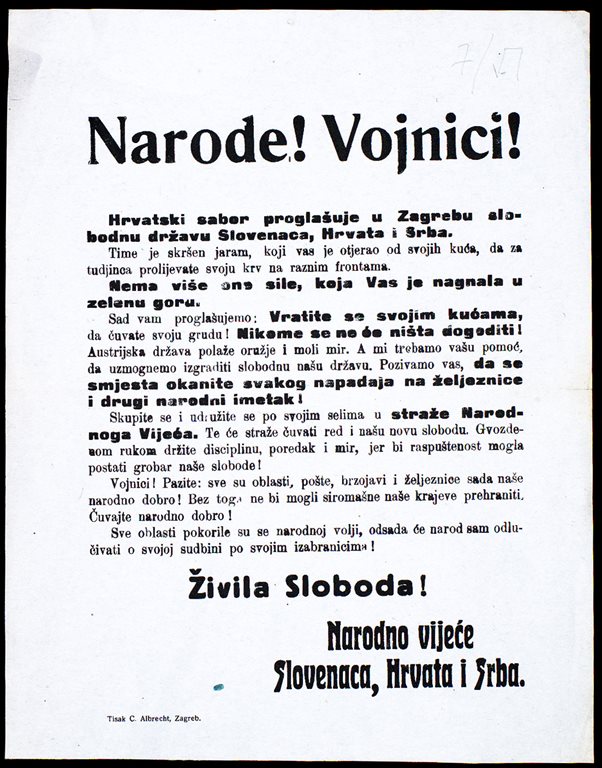 Narode! Vojnici!
Hrvatski sabor proglašuje u Zagrebu slo-
bodnu državu Slovenaca, Hrvata i Srba.
Time je skršen jaram, koji vas je otjerao od svojih kuća, da za
tudjinca prolijevate svoju krv na raznim frontama.
Nema više one sile, koja Vas je nagnala u
zelenu goru.
Sad vam proglašujemo: Vratite se svojim kućama,
da čuvate svoju grudu! Nikome se ne će ništa dogoditi!
Austrijska država polaže oružje i moli mir. A mi trebamo vašu pomoć,
da uzmognemo izgraditi slobodnu našu državu. Pozivamo vas, da se
smjesta okanite svakog napadaja na željeznice
i drugi narodni imetak!
Skupite se i udružite se po svojim selima u straže Narod-
noga Vijeća. Te će straže čuvati red i našu novu slobodu. Gvozde-
nom rukom držite disciplinu, poredak i mir, jer bi raspuštenost mogla
postati grobar naše slobode!
Vojnici! Pazite: sve su oblasti, pošte, brzojavi i željeznice sada naše
narodno dobro! Bez toga ne bi mogli siromašne naše krajeve prehraniti.
Čuvajte narodno dobro!
Sve oblasti pokorile su se narodnoj volji, odsada će narod sam odlu-
čivati o svojoj sudbini po svojim izabranicima!
Živila Sloboda!
Narodno vijeće
Slovenaca, Hrvata i Srba.
Tisak C. Albrecht, Zagreb.